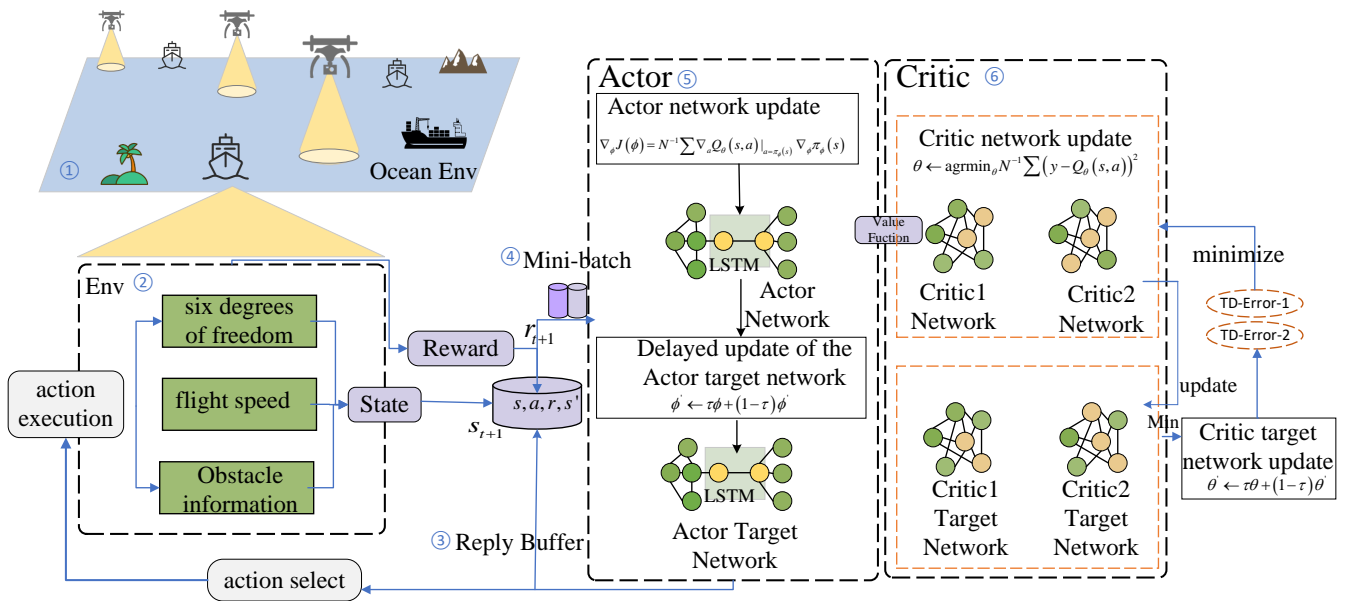 ①
Ocean Env
Env ②
six degrees
of freedom
flight speed
Obstacle
information
action
execution
State
Reward
r_{t+1}
s_{t+1}
s, a, r, s'
④ Mini-batch
③ Reply Buffer
action select
Actor ⑤
Actor network update
∇_ϕ J(ϕ) = N^{-1} ∑ ∇_a Q_θ(s,a)|_{a=π_ϕ(s)} ∇_ϕ π_ϕ(s)
LSTM
Actor
Network
Delayed update of the
Actor target network
ϕ' ← τϕ + (1−τ)ϕ'
LSTM
Actor Target
Network
Value
Fuction
Critic ⑥
Critic network update
θ ← agrmin_θ N^{-1} ∑ (y − Q_θ(s,a))^2
Critic1
Network
Critic2
Network
Critic1
Target
Network
Critic2
Target
Network
minimize
TD-Error-1
TD-Error-2
update
Min
Critic target
network update
θ' ← τθ + (1−τ)θ'